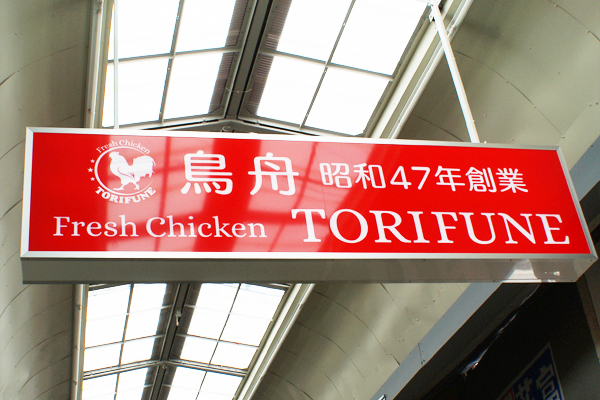 Fresh Chicken
TORIFUNE
鳥舟 昭和47年創業
Fresh Chicken TORIFUNE